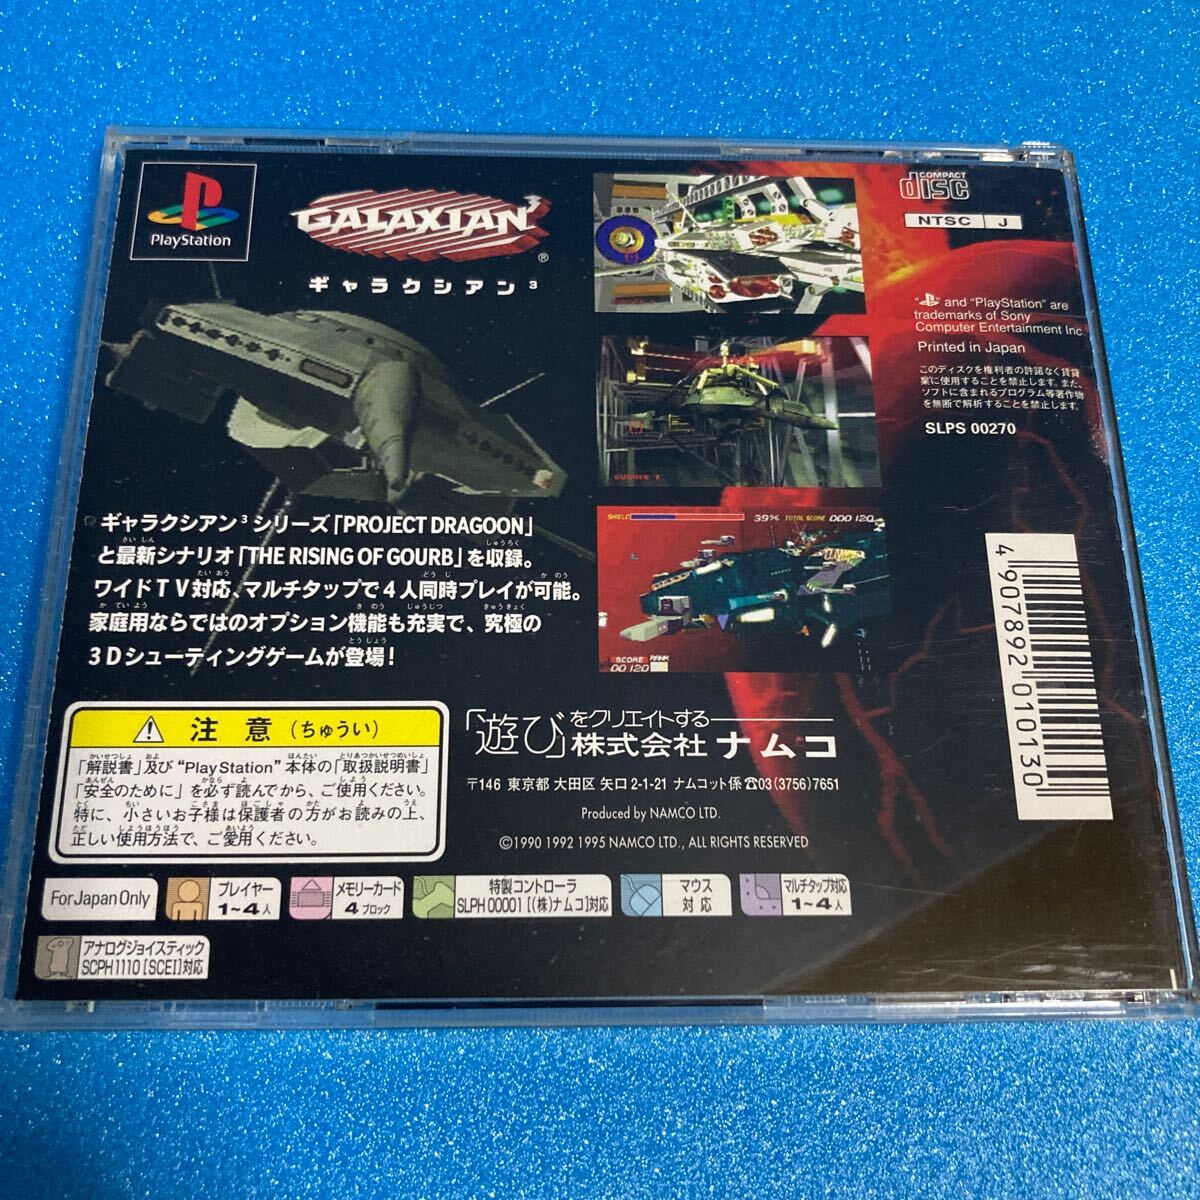 PlayStation
GALAXIAN³
®
ギャラクシアン³
COMPACT
disc
NTSC J
"PS" and "PlayStation" are
trademarks of Sony
Computer Entertainment Inc
Printed in Japan
このディスクを権利者の許諾なく賃貸
業に使用することを禁止します。また、
ソフトに含まれるプログラム等著作物
を無断で解析することを禁止します。
SLPS 00270
GUNNER 1
SHIELD 39% TOTAL SCORE 000 120
SCORE RANK
00 120
ギャラクシアン³シリーズ「PROJECT DRAGOON」
と最新シナリオ「THE RISING OF GOURB」を収録。
ワイドTV対応、マルチタップで4人同時プレイが可能。
家庭用ならではのオプション機能も充実で、究極の
3Dシューティングゲームが登場!
4 907892 010130
注意(ちゅうい)
「解説書」及び"PlayStation"本体の「取扱説明書」
「安全のために」を必ず読んでから、ご使用ください。
特に、小さいお子様は保護者の方がお読みの上、
正しい使用方法で、ご愛用ください。
「遊び」をクリエイトする
株式会社ナムコ
〒146 東京都 大田区 矢口 2-1-21 ナムコット係 ☎03(3756)7651
Produced by NAMCO LTD.
©1990 1992 1995 NAMCO LTD., ALL RIGHTS RESERVED
For Japan Only
プレイヤー
1~4人
メモリーカード
4ブロック
特製コントローラ
SLPH 00001[(株)ナムコ]対応
マウス
対応
マルチタップ対応
1~4人
アナログジョイスティック
SCPH1110[SCEI]対応